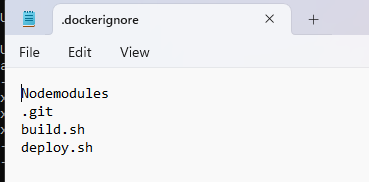 .dockerignore
File Edit View
Nodemodules
.git
build.sh
deploy.sh